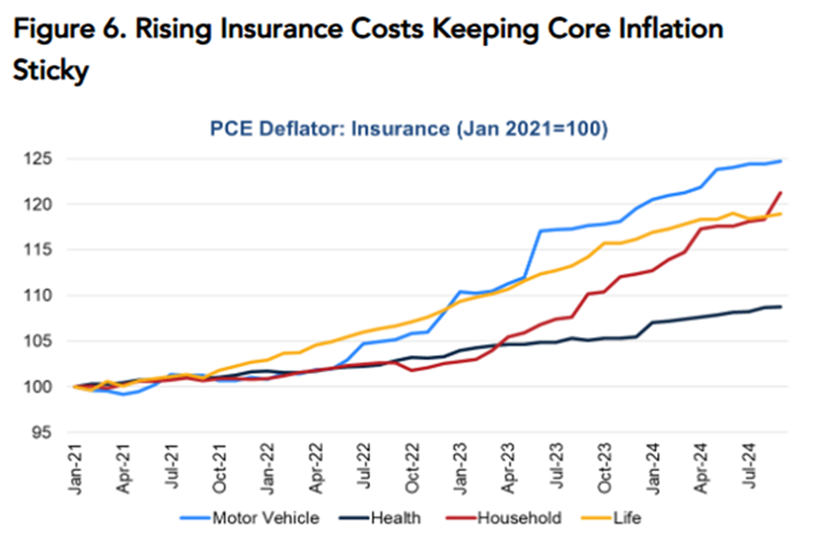 Figure 6. Rising Insurance Costs Keeping Core Inflation
Sticky
PCE Deflator: Insurance (Jan 2021=100)
125
120
115
110
105
100
95
Jan-21
Apr-21
Jul-21
Oct-21
Jan-22
Apr-22
Jul-22
Oct-22
Jan-23
Apr-23
Jul-23
Oct-23
Jan-24
Apr-24
Jul-24
Motor Vehicle Health Household Life